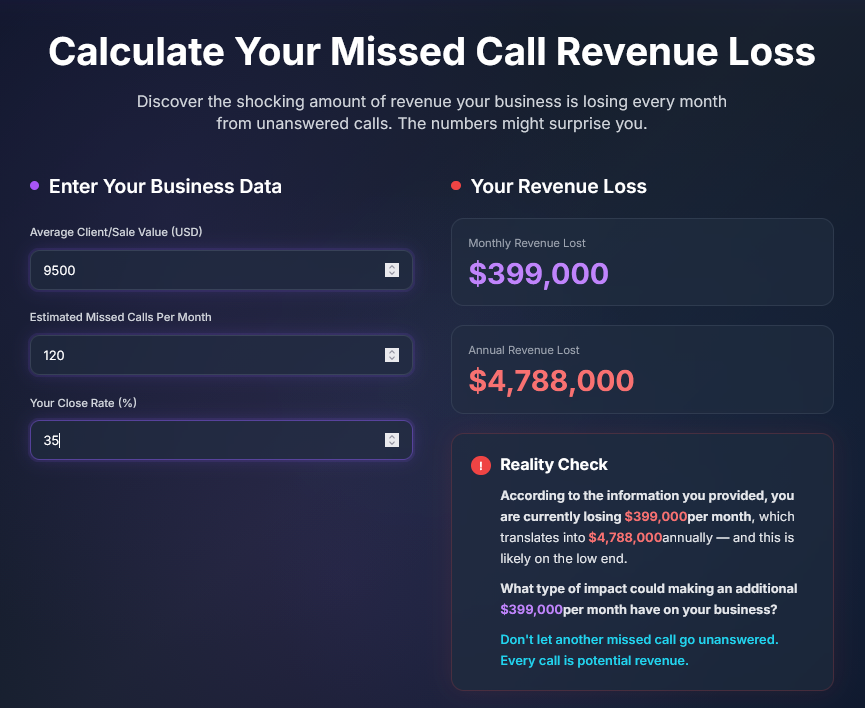 Calculate Your Missed Call Revenue Loss
Discover the shocking amount of revenue your business is losing every month
from unanswered calls. The numbers might surprise you.
Enter Your Business Data
Average Client/Sale Value (USD)
9500
Estimated Missed Calls Per Month
120
Your Close Rate (%)
35
Your Revenue Loss
Monthly Revenue Lost
$399,000
Annual Revenue Lost
$4,788,000
! Reality Check
According to the information you provided, you
are currently losing $399,000per month, which
translates into $4,788,000annually — and this is
likely on the low end.
What type of impact could making an additional
$399,000per month have on your business?
Don't let another missed call go unanswered.
Every call is potential revenue.